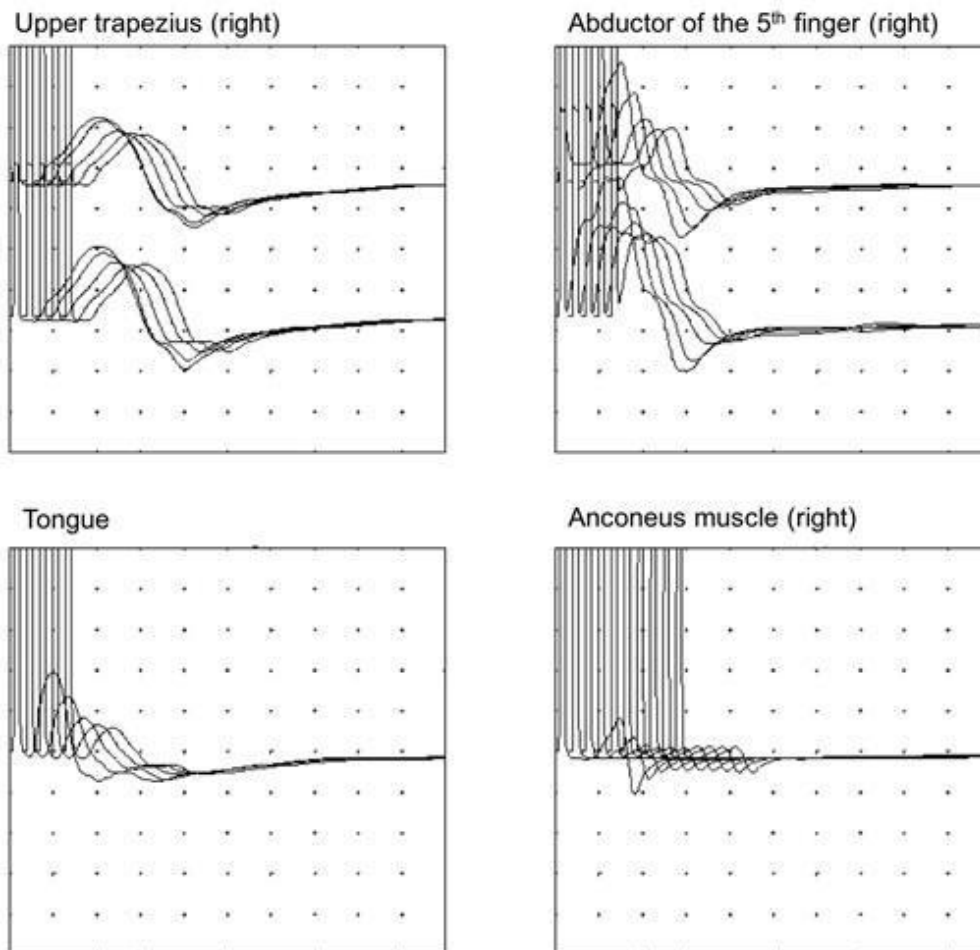 Upper trapezius (right)
Abductor of the 5th finger (right)
Tongue
Anconeus muscle (right)